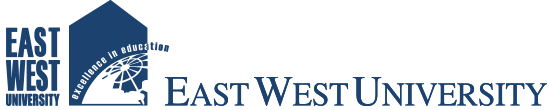 EAST
WEST
UNIVERSITY
excellence in education
EAST WEST UNIVERSITY